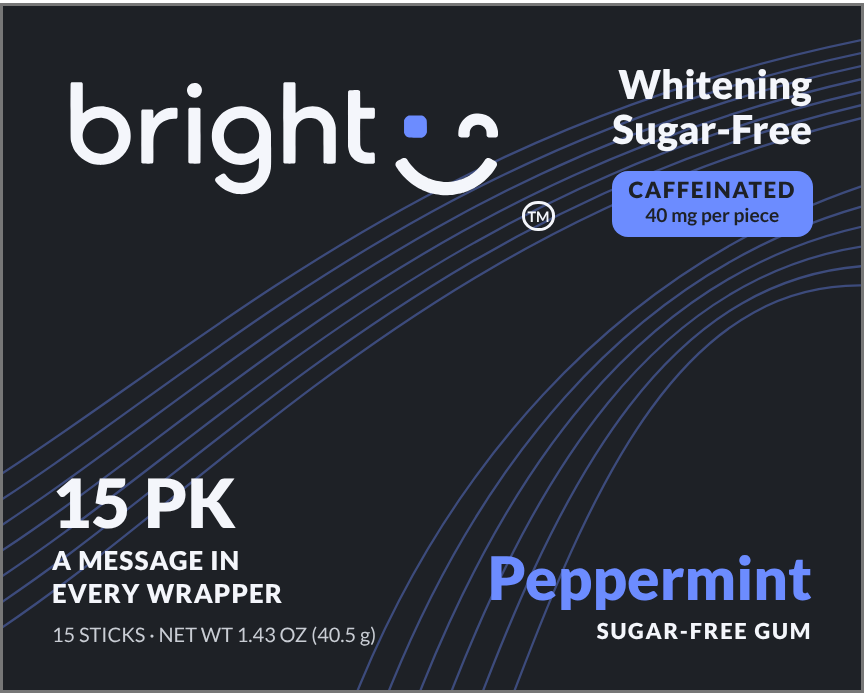 bright
TM
Whitening
Sugar-Free
CAFFEINATED
40 mg per piece
15 PK
A MESSAGE IN
EVERY WRAPPER
15 STICKS · NET WT 1.43 OZ (40.5 g)
Peppermint
SUGAR-FREE GUM